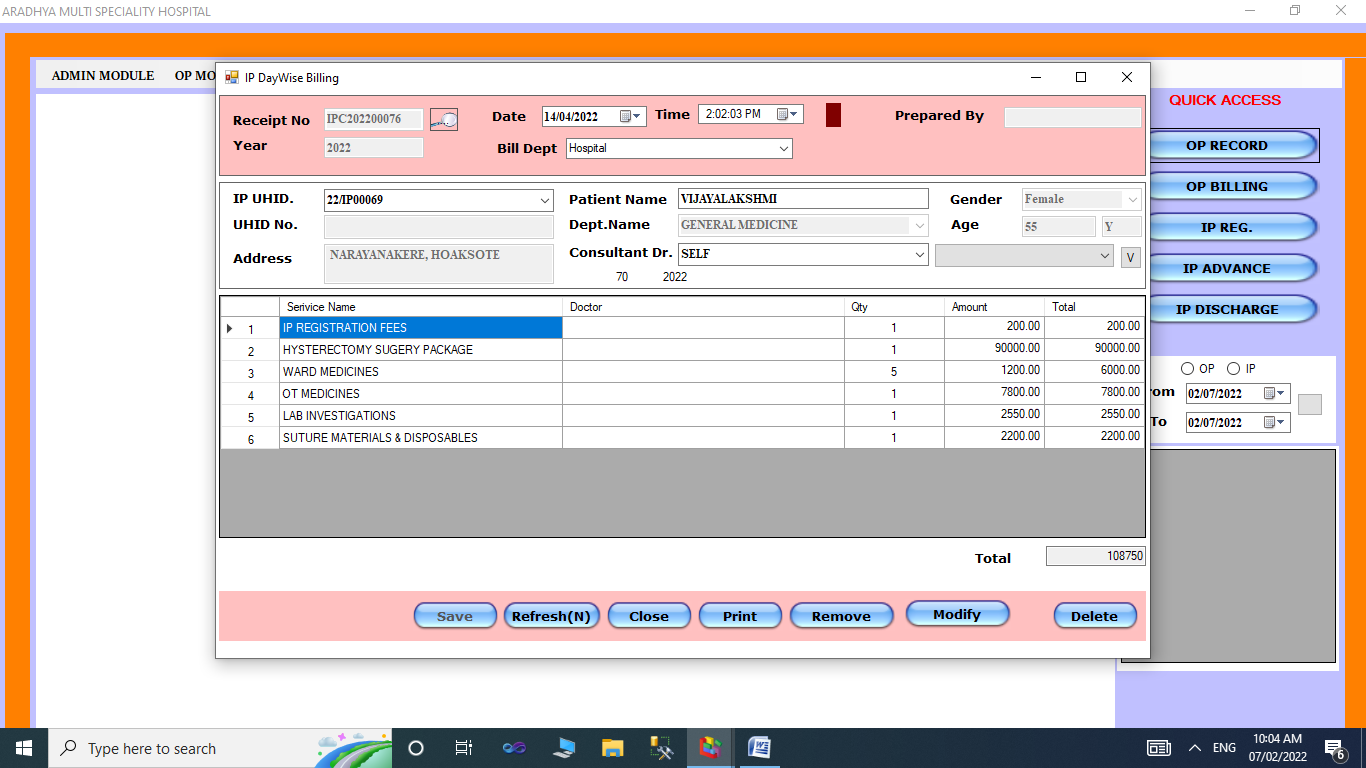 ARADHYA MULTI SPECIALITY HOSPITAL
ADMIN MODULE OP MO
IP DayWise Billing
Receipt No IPC202200076 Date 14/04/2022 Time 2:02:03 PM Prepared By
Year 2022 Bill Dept Hospital
IP UHID. 22/IP00069 Patient Name VIJAYALAKSHMI Gender Female
UHID No. Dept.Name GENERAL MEDICINE Age 55 Y
Address NARAYANAKERE, HOAKSOTE Consultant Dr. SELF V
70 2022
Serivice Name Doctor Qty Amount Total
1 IP REGISTRATION FEES 1 200.00 200.00
2 HYSTERECTOMY SUGERY PACKAGE 1 90000.00 90000.00
3 WARD MEDICINES 5 1200.00 6000.00
4 OT MEDICINES 1 7800.00 7800.00
5 LAB INVESTIGATIONS 1 2550.00 2550.00
6 SUTURE MATERIALS & DISPOSABLES 1 2200.00 2200.00
Total 108750
Save Refresh(N) Close Print Remove Modify Delete
QUICK ACCESS
OP RECORD
OP BILLING
IP REG.
IP ADVANCE
IP DISCHARGE
OP IP
rom 02/07/2022
To 02/07/2022
Type here to search
ENG
10:04 AM
07/02/2022
6